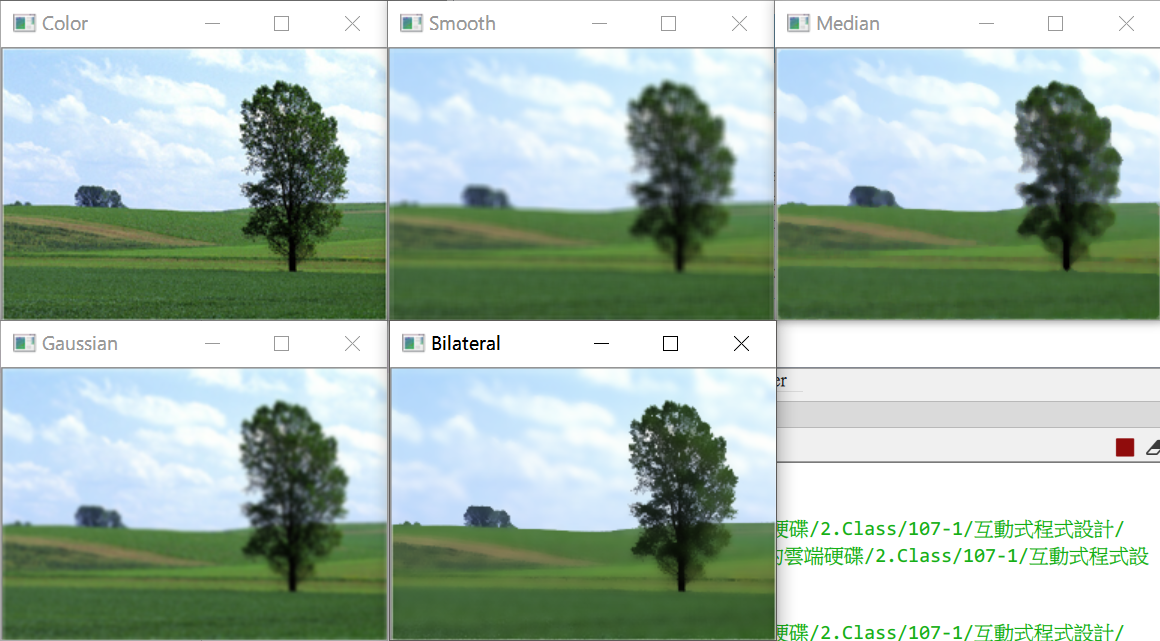 Color
Smooth
Median
Gaussian
Bilateral
er
硬碟/2.Class/107-1/互動式程式設計/
的雲端硬碟/2.Class/107-1/互動式程式設
硬碟/2.Class/107-1/互動式程式設計/